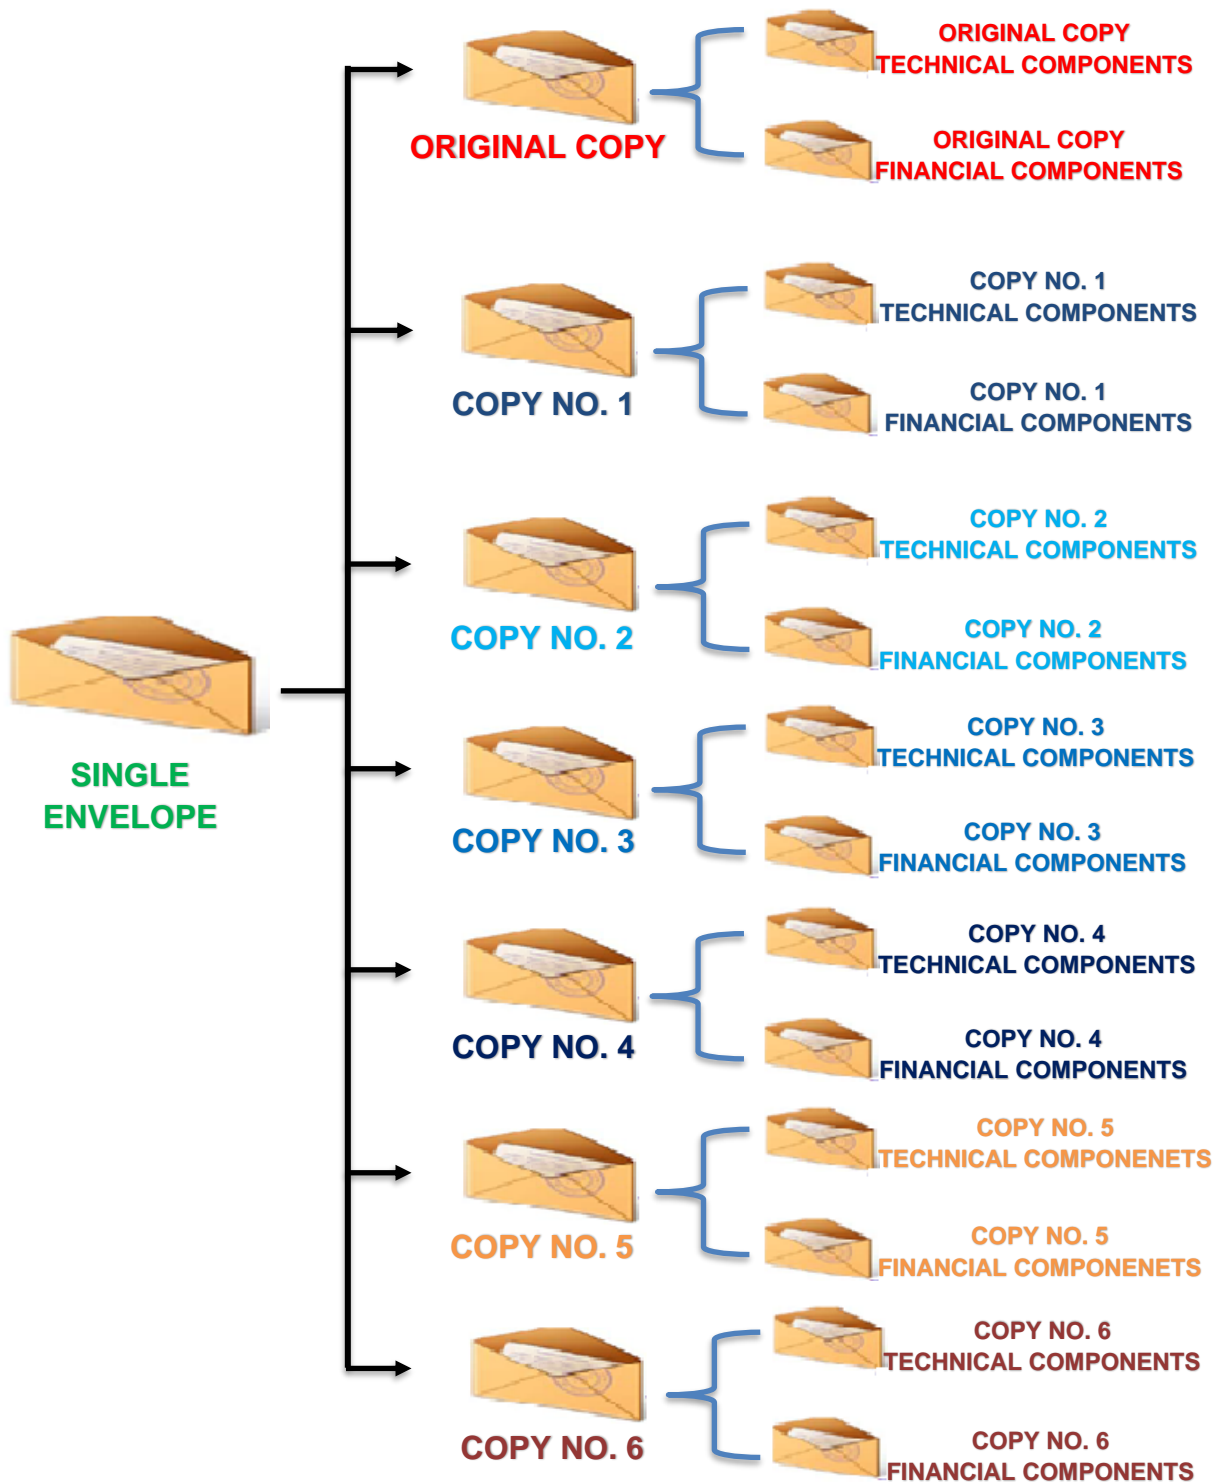 ORIGINAL COPY
TECHNICAL COMPONENTS
ORIGINAL COPY
ORIGINAL COPY
FINANCIAL COMPONENTS
COPY NO. 1
TECHNICAL COMPONENTS
COPY NO. 1
COPY NO. 1
FINANCIAL COMPONENTS
COPY NO. 2
TECHNICAL COMPONENTS
COPY NO. 2
COPY NO. 2
FINANCIAL COMPONENTS
SINGLE
ENVELOPE
COPY NO. 3
TECHNICAL COMPONENTS
COPY NO. 3
COPY NO. 3
FINANCIAL COMPONENTS
COPY NO. 4
TECHNICAL COMPONENTS
COPY NO. 4
COPY NO. 4
FINANCIAL COMPONENTS
COPY NO. 5
TECHNICAL COMPONENETS
COPY NO. 5
COPY NO. 5
FINANCIAL COMPONENETS
COPY NO. 6
TECHNICAL COMPONENTS
COPY NO. 6
COPY NO. 6
FINANCIAL COMPONENTS